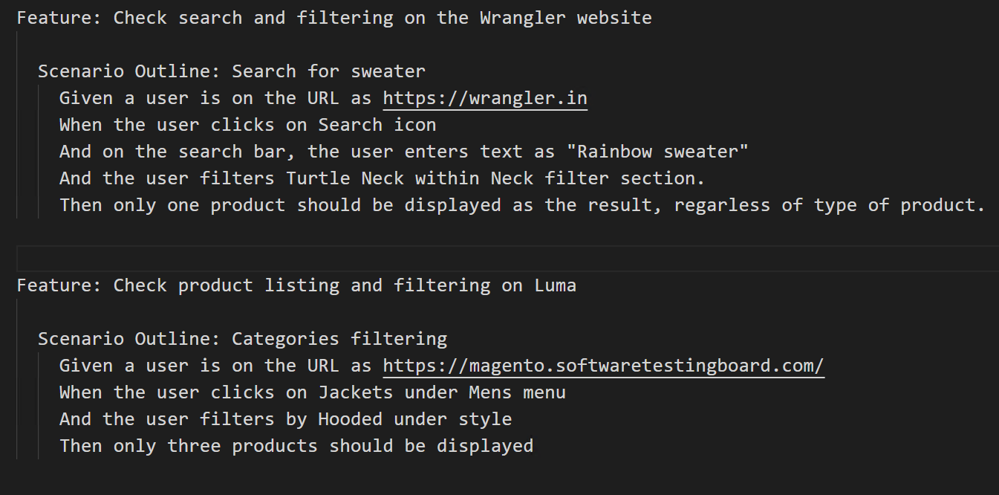 Feature: Check search and filtering on the Wrangler website
Scenario Outline: Search for sweater
Given a user is on the URL as https://wrangler.in
When the user clicks on Search icon
And on the search bar, the user enters text as "Rainbow sweater"
And the user filters Turtle Neck within Neck filter section.
Then only one product should be displayed as the result, regarless of type of product.
Feature: Check product listing and filtering on Luma
Scenario Outline: Categories filtering
Given a user is on the URL as https://magento.softwaretestingboard.com/
When the user clicks on Jackets under Mens menu
And the user filters by Hooded under style
Then only three products should be displayed